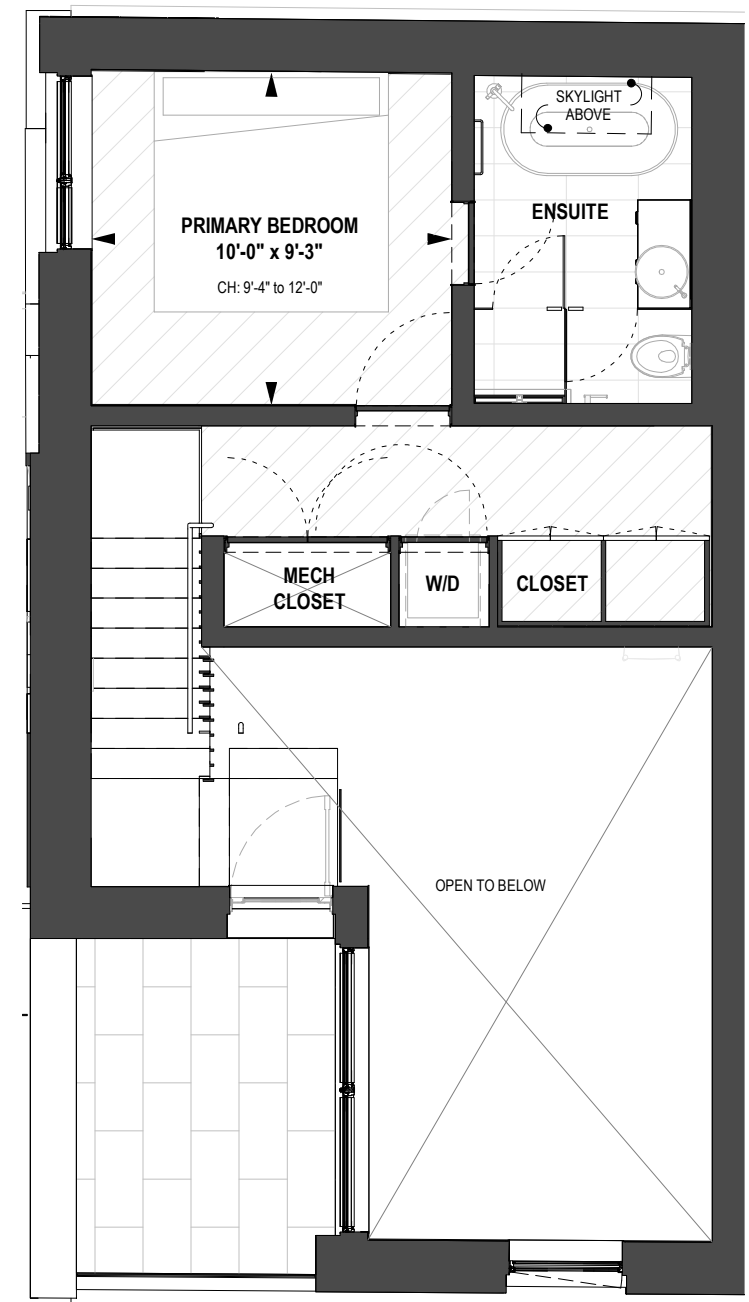 SKYLIGHT
ABOVE
ENSUITE
PRIMARY BEDROOM
10'-0" x 9'-3"
CH: 9'-4" to 12'-0"
MECH
CLOSET
W/D
CLOSET
OPEN TO BELOW